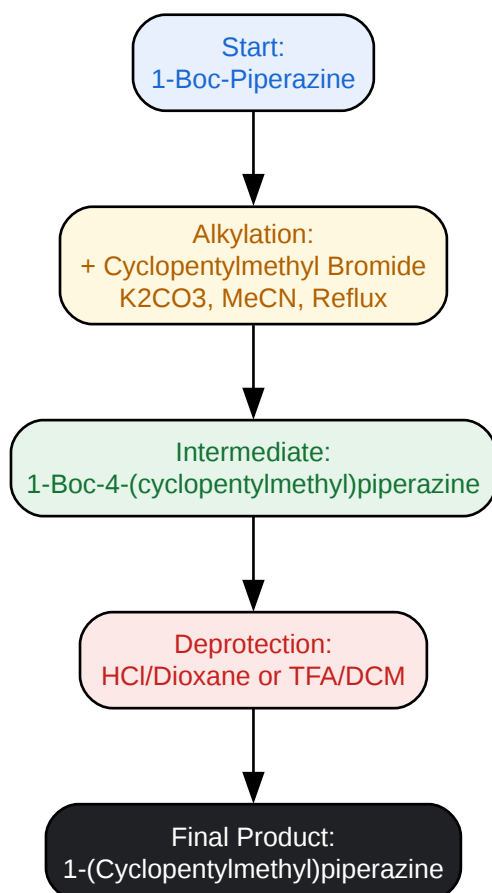 Start:
1-Boc-Piperazine
Alkylation:
+ Cyclopentylmethyl Bromide
K2CO3, MeCN, Reflux
Intermediate:
1-Boc-4-(cyclopentylmethyl)piperazine
Deprotection:
HCl/Dioxane or TFA/DCM
Final Product:
1-(Cyclopentylmethyl)piperazine